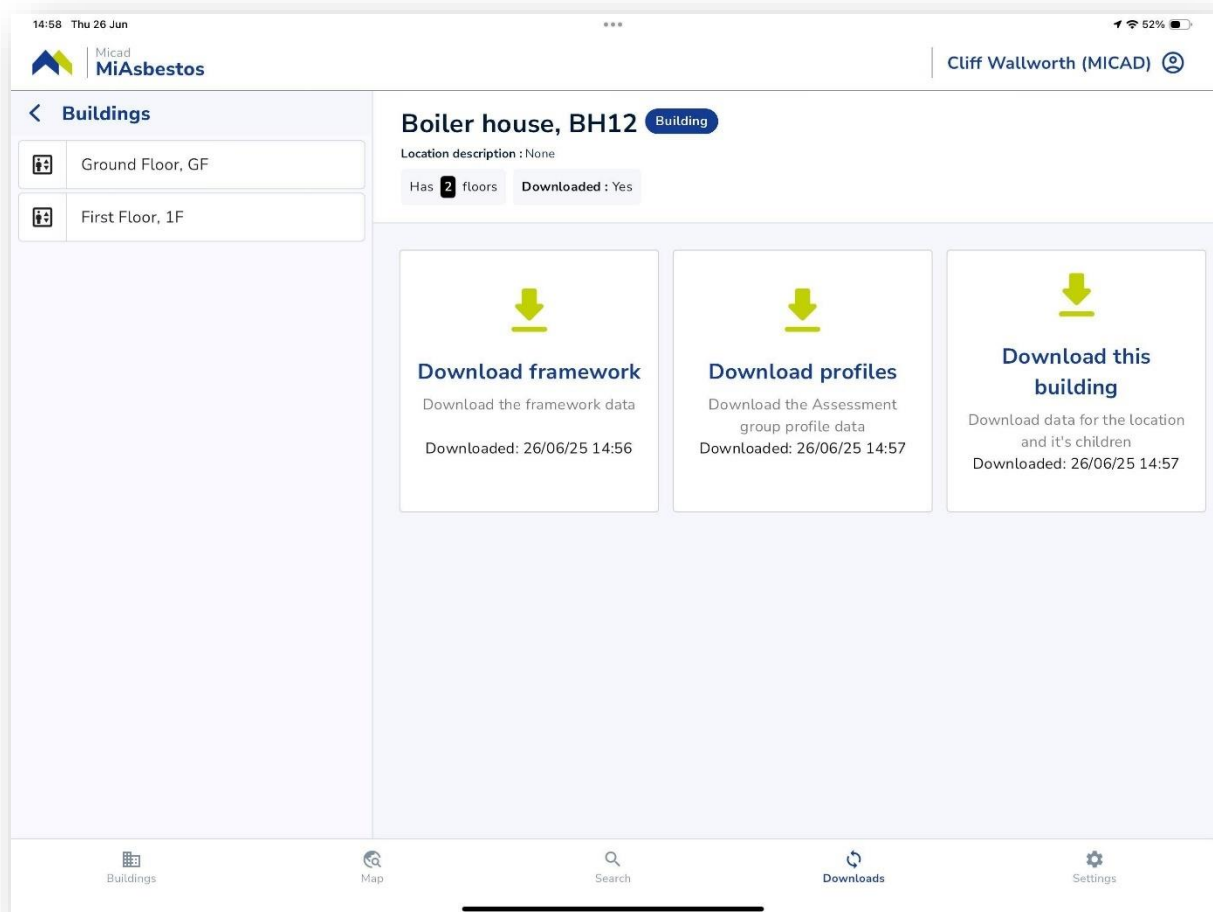 14:58 Thu 26 Jun
52%
Micad
MiAsbestos
Cliff Wallworth (MICAD)
Buildings
Ground Floor, GF
First Floor, 1F
Boiler house, BH12 Building
Location description : None
Has 2 floors Downloaded : Yes
Download framework
Download the framework data
Downloaded: 26/06/25 14:56
Download profiles
Download the Assessment
group profile data
Downloaded: 26/06/25 14:57
Download this
building
Download data for the location
and it's children
Downloaded: 26/06/25 14:57
Buildings
Map
Search
Downloads
Settings